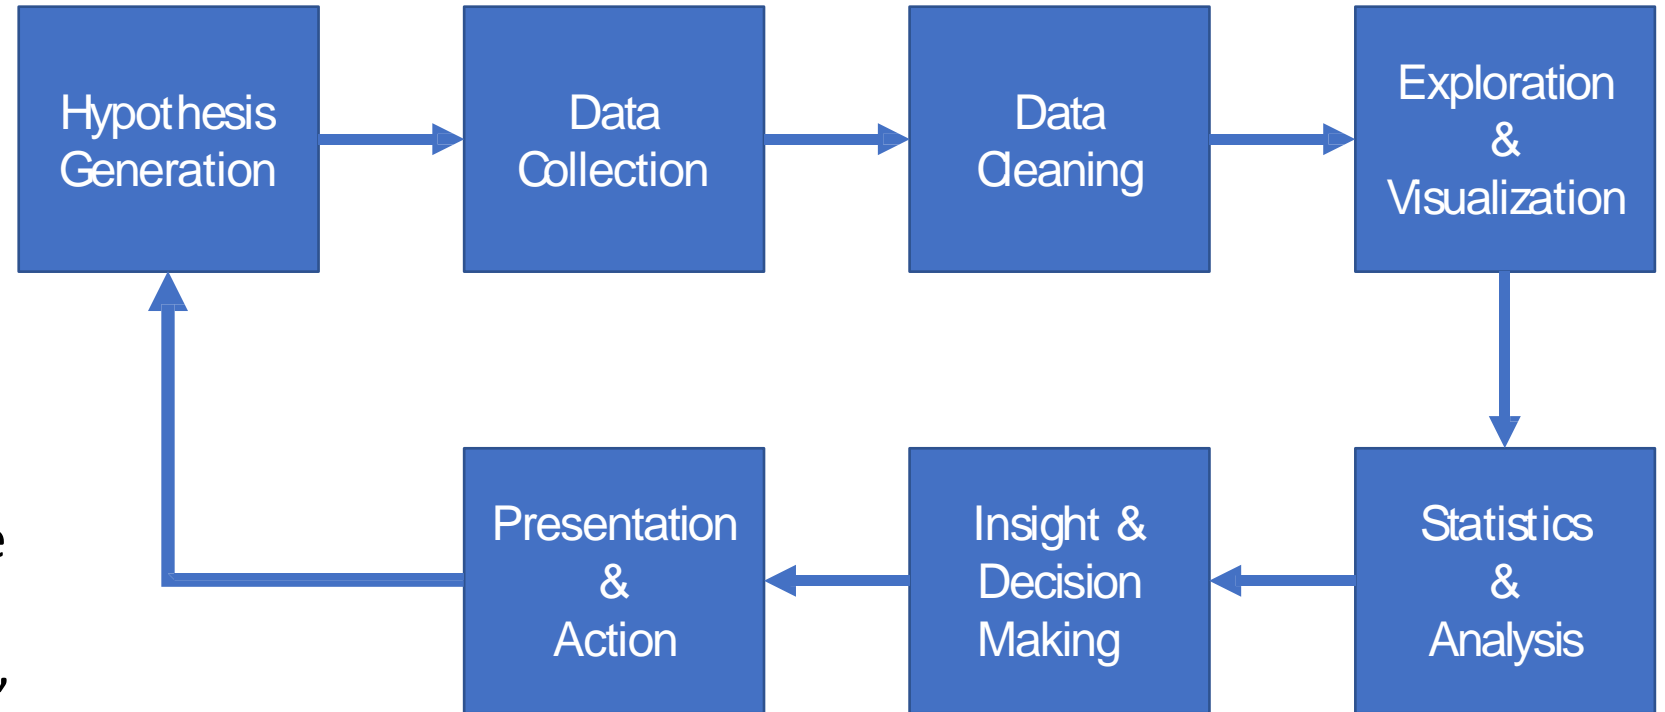 Hypothesis
Generation
Data
Collection
Data
Cleaning
Exploration
&
Visualization
Statistics
&
Analysis
Insight &
Decision
Making
Presentation
&
Action
e
,